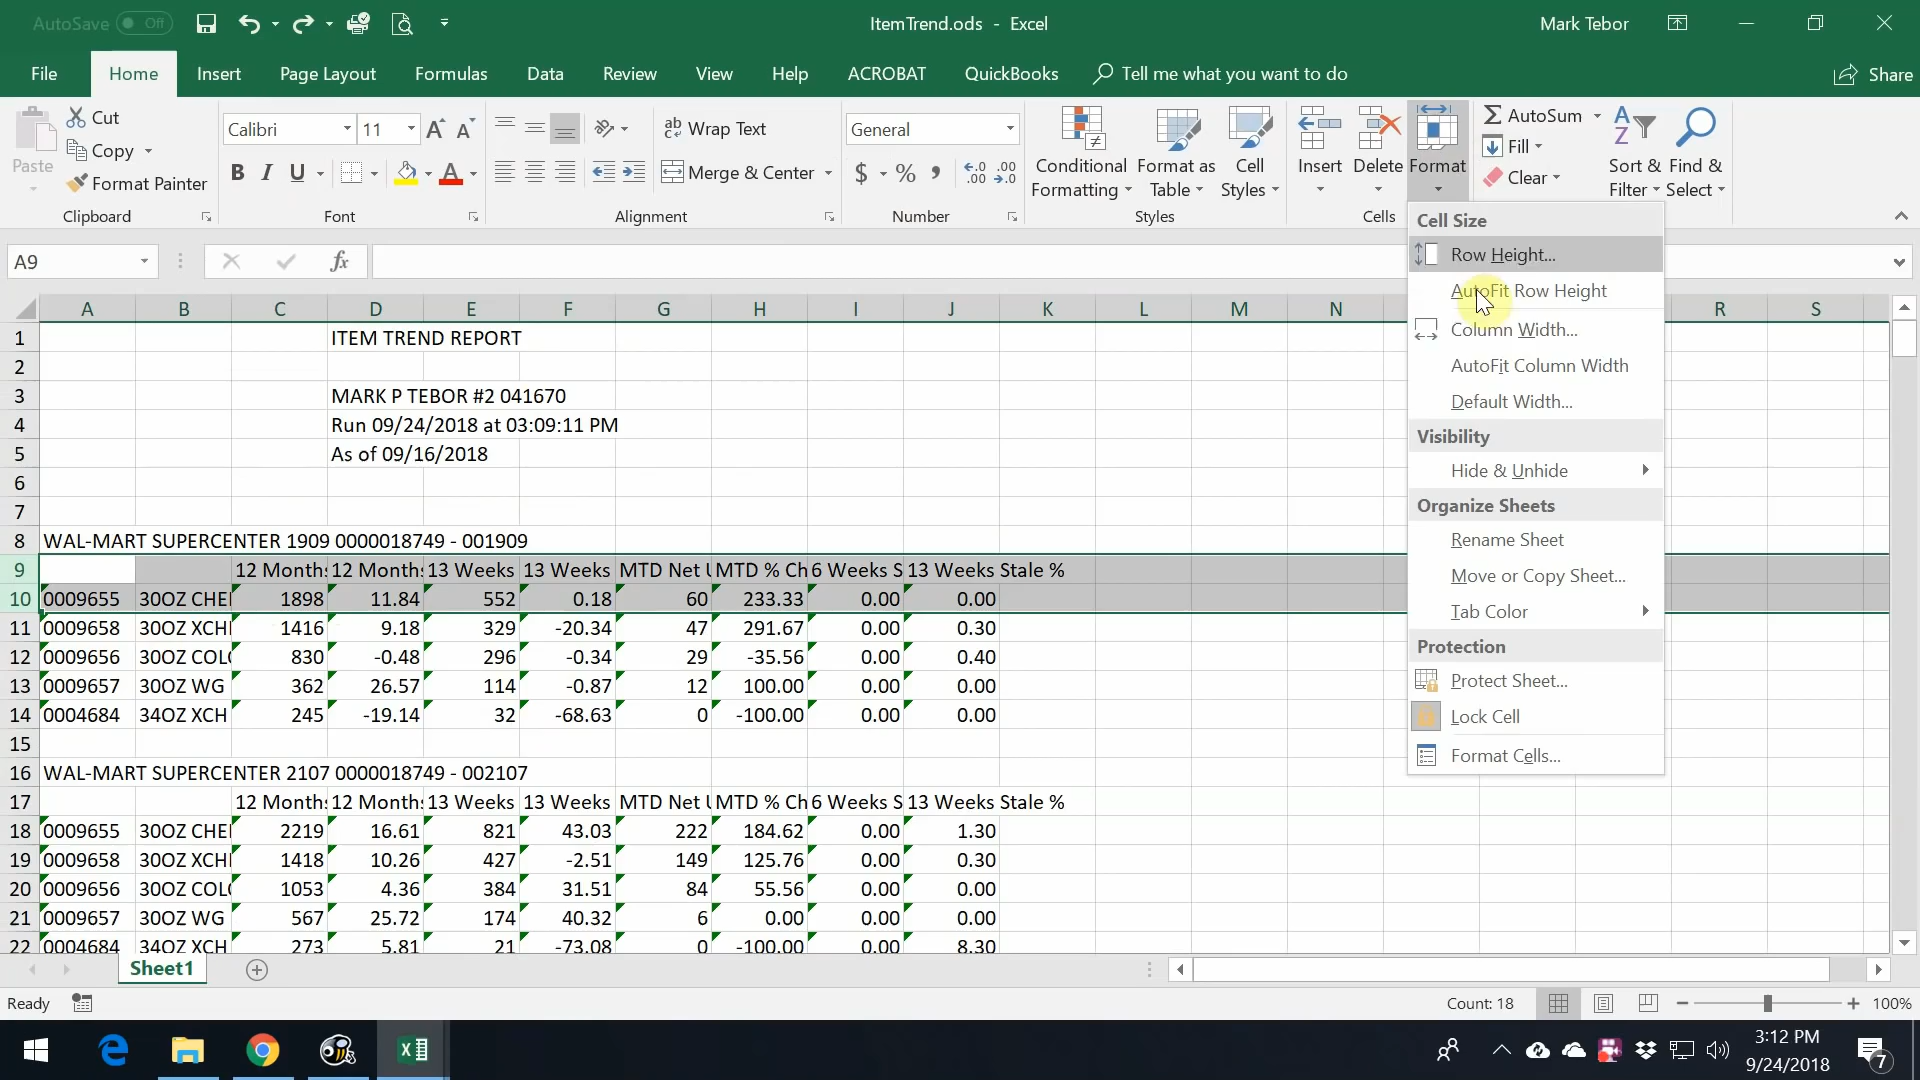 AutoSave Off
ItemTrend.ods - Excel
Mark Tebor
File Home Insert Page Layout Formulas Data Review View Help ACROBAT QuickBooks Tell me what you want to do Share
Paste
Cut
Copy
Format Painter
Clipboard
Calibri 11
B I U
Font
Wrap Text
Merge & Center
Alignment
General
$ % ,
Number
Conditional Formatting
Format as Table
Cell Styles
Styles
Insert Delete Format
Cells
AutoSum
Fill
Clear
Sort & Filter
Find & Select
A9
fx
Cell Size
Row Height...
AutoFit Row Height
Column Width...
AutoFit Column Width
Default Width...
Visibility
Hide & Unhide
Organize Sheets
Rename Sheet
Move or Copy Sheet...
Tab Color
Protection
Protect Sheet...
Lock Cell
Format Cells...
A B C D E F G H I J K L M N R S
1 ITEM TREND REPORT
2
3 MARK P TEBOR #2 041670
4 Run 09/24/2018 at 03:09:11 PM
5 As of 09/16/2018
6
7
8 WAL-MART SUPERCENTER 1909 0000018749 - 001909
9 12 Months 12 Months 13 Weeks 13 Weeks MTD Net U MTD % Ch 6 Weeks S 13 Weeks Stale %
10 0009655 30OZ CHE 1898 11.84 552 0.18 60 233.33 0.00 0.00
11 0009658 30OZ XCH 1416 9.18 329 -20.34 47 291.67 0.00 0.30
12 0009656 30OZ COL 830 -0.48 296 -0.34 29 -35.56 0.00 0.40
13 0009657 30OZ WG 362 26.57 114 -0.87 12 100.00 0.00 0.00
14 0004684 34OZ XCH 245 -19.14 32 -68.63 0 -100.00 0.00 0.00
15
16 WAL-MART SUPERCENTER 2107 0000018749 - 002107
17 12 Months 12 Months 13 Weeks 13 Weeks MTD Net U MTD % Ch 6 Weeks S 13 Weeks Stale %
18 0009655 30OZ CHE 2219 16.61 821 43.03 222 184.62 0.00 1.30
19 0009658 30OZ XCH 1418 10.26 427 -2.51 149 125.76 0.00 0.30
20 0009656 30OZ COL 1053 4.36 384 31.51 84 55.56 0.00 0.00
21 0009657 30OZ WG 567 25.72 174 40.32 6 0.00 0.00 0.00
22 0004684 34OZ XCH 273 5.81 21 -73.08 0 -100.00 0.00 8.30
Sheet1
Ready
Count: 18
100%
3:12 PM
9/24/2018
7